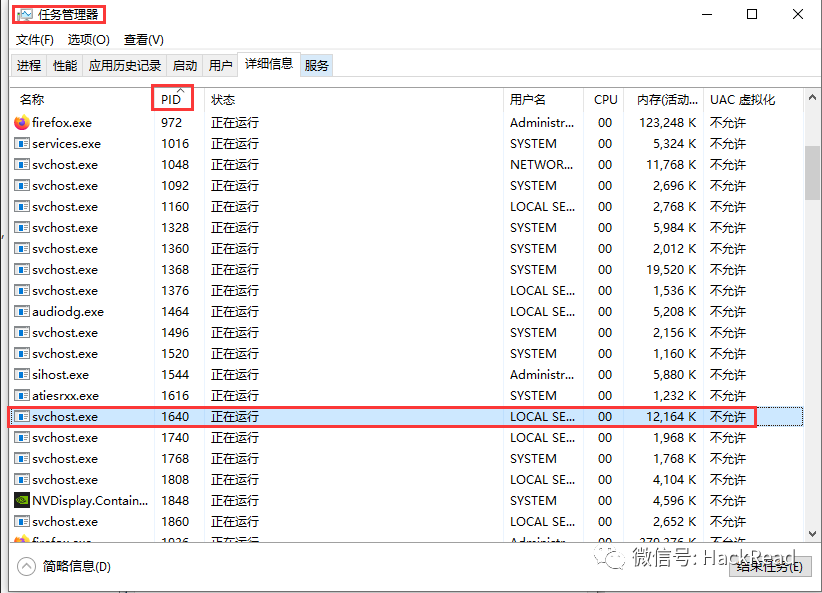 任务管理器
文件(F) 选项(O) 查看(V)
进程 性能 应用历史记录 启动 用户 详细信息 服务
名称 PID 状态 用户名 CPU 内存(活动... UAC 虚拟化
firefox.exe 972 正在运行 Administr... 00 123,248 K 不允许
services.exe 1016 正在运行 SYSTEM 00 5,324 K 不允许
svchost.exe 1048 正在运行 NETWOR... 00 11,768 K 不允许
svchost.exe 1092 正在运行 SYSTEM 00 2,696 K 不允许
svchost.exe 1160 正在运行 LOCAL SE... 00 2,768 K 不允许
svchost.exe 1328 正在运行 SYSTEM 00 5,984 K 不允许
svchost.exe 1360 正在运行 SYSTEM 00 2,012 K 不允许
svchost.exe 1368 正在运行 SYSTEM 00 19,520 K 不允许
svchost.exe 1376 正在运行 LOCAL SE... 00 1,536 K 不允许
audiodg.exe 1464 正在运行 LOCAL SE... 00 5,208 K 不允许
svchost.exe 1496 正在运行 SYSTEM 00 2,156 K 不允许
svchost.exe 1520 正在运行 SYSTEM 00 1,160 K 不允许
sihost.exe 1544 正在运行 Administr... 00 5,880 K 不允许
atiesrxx.exe 1616 正在运行 SYSTEM 00 1,232 K 不允许
svchost.exe 1640 正在运行 LOCAL SE... 00 12,164 K 不允许
svchost.exe 1740 正在运行 LOCAL SE... 00 1,968 K 不允许
svchost.exe 1768 正在运行 SYSTEM 00 1,768 K 不允许
svchost.exe 1808 正在运行 LOCAL SE... 00 4,104 K 不允许
NVDisplay.Contain... 1848 正在运行 SYSTEM 00 4,596 K 不允许
svchost.exe 1860 正在运行 LOCAL SE... 00 2,652 K 不允许
微信号: HackRead
简略信息(D) 结束任务(E)